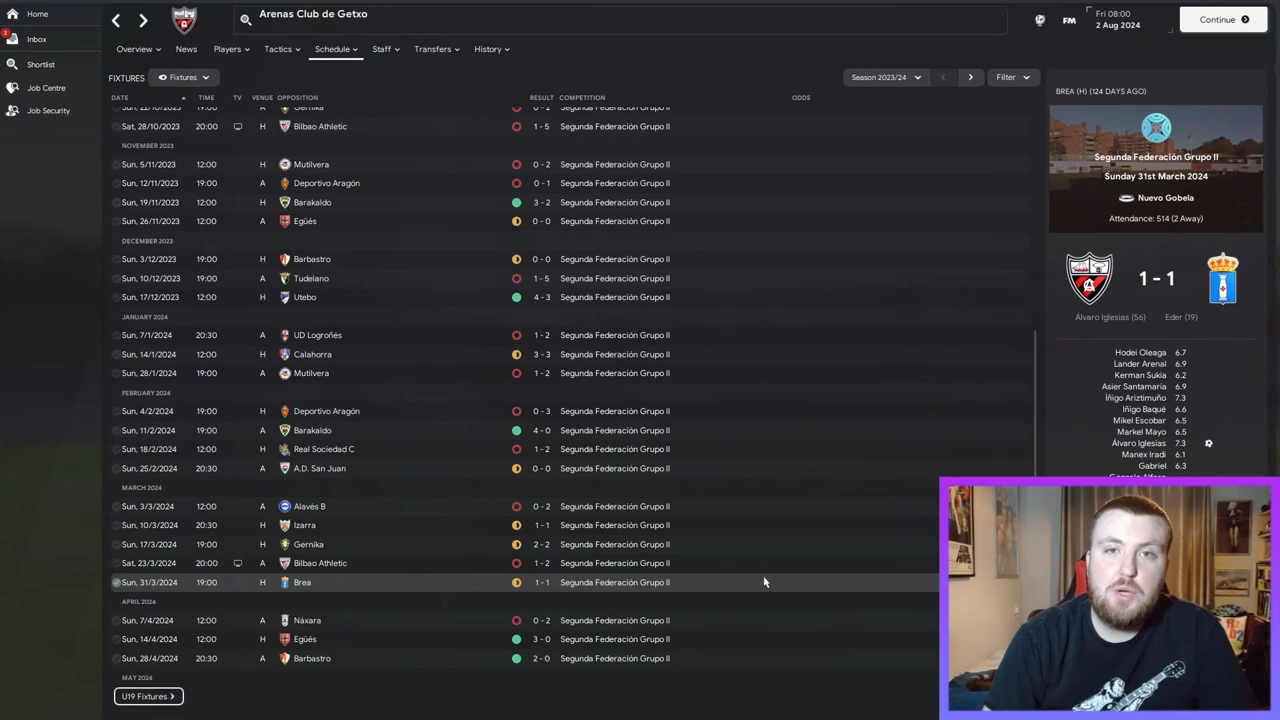 Home
Inbox
2
Shortlist
Job Centre
Job Security
Arenas Club de Getxo
FM
Fri 08:00
2 Aug 2024
Continue
Overview News Players Tactics Schedule Staff Transfers History
FIXTURES Fixtures Season 2023/24 Filter
DATE TIME TV VENUE OPPOSITION RESULT COMPETITION ODDS
Sun, 22/10/2023 19:00 A Gernika 0 - 2 Segunda Federación Grupo II
Sat, 28/10/2023 20:00 H Bilbao Athletic 1 - 5 Segunda Federación Grupo II
NOVEMBER 2023
Sun, 5/11/2023 12:00 H Mutilvera 0 - 2 Segunda Federación Grupo II
Sun, 12/11/2023 19:00 A Deportivo Aragón 0 - 1 Segunda Federación Grupo II
Sun, 19/11/2023 12:00 H Barakaldo 3 - 2 Segunda Federación Grupo II
Sun, 26/11/2023 12:00 A Egüés 0 - 0 Segunda Federación Grupo II
DECEMBER 2023
Sun, 3/12/2023 19:00 H Barbastro 0 - 0 Segunda Federación Grupo II
Sun, 10/12/2023 19:00 A Tudelano 1 - 5 Segunda Federación Grupo II
Sun, 17/12/2023 12:00 H Utebo 4 - 3 Segunda Federación Grupo II
JANUARY 2024
Sun, 7/1/2024 20:30 A UD Logroñés 1 - 2 Segunda Federación Grupo II
Sun, 14/1/2024 12:00 H Calahorra 3 - 3 Segunda Federación Grupo II
Sun, 28/1/2024 19:00 A Mutilvera 1 - 2 Segunda Federación Grupo II
FEBRUARY 2024
Sun, 4/2/2024 19:00 H Deportivo Aragón 0 - 3 Segunda Federación Grupo II
Sun, 11/2/2024 19:00 A Barakaldo 4 - 0 Segunda Federación Grupo II
Sun, 18/2/2024 12:00 H Real Sociedad C 1 - 2 Segunda Federación Grupo II
Sun, 25/2/2024 20:30 A A.D. San Juan 0 - 0 Segunda Federación Grupo II
MARCH 2024
Sun, 3/3/2024 12:00 A Alavés B 0 - 2 Segunda Federación Grupo II
Sun, 10/3/2024 20:30 H Izarra 1 - 1 Segunda Federación Grupo II
Sun, 17/3/2024 19:00 H Gernika 2 - 2 Segunda Federación Grupo II
Sat, 23/3/2024 20:00 A Bilbao Athletic 1 - 2 Segunda Federación Grupo II
Sun, 31/3/2024 19:00 H Brea 1 - 1 Segunda Federación Grupo II
APRIL 2024
Sun, 7/4/2024 12:00 A Náxara 0 - 2 Segunda Federación Grupo II
Sun, 14/4/2024 12:00 H Egüés 3 - 0 Segunda Federación Grupo II
Sun, 28/4/2024 20:30 A Barbastro 2 - 0 Segunda Federación Grupo II
MAY 2024
U19 Fixtures
BREA (H) (124 DAYS AGO)
Segunda Federación Grupo II
Sunday 31st March 2024
Nuevo Gobela
Attendance: 514 (2 Away)
1 - 1
Álvaro Iglesias (56) Eder (19)
Hodei Oleaga 6.7
Lander Arenal 6.9
Kerman Sukia 6.2
Asier Santamaría 6.9
Íñigo Ariztimuño 7.3
Iñigo Baqué 6.6
Mikel Escobar 6.5
Markel Mayo 6.5
Álvaro Iglesias 7.3
Manex Iradi 6.1
Gabriel 6.3